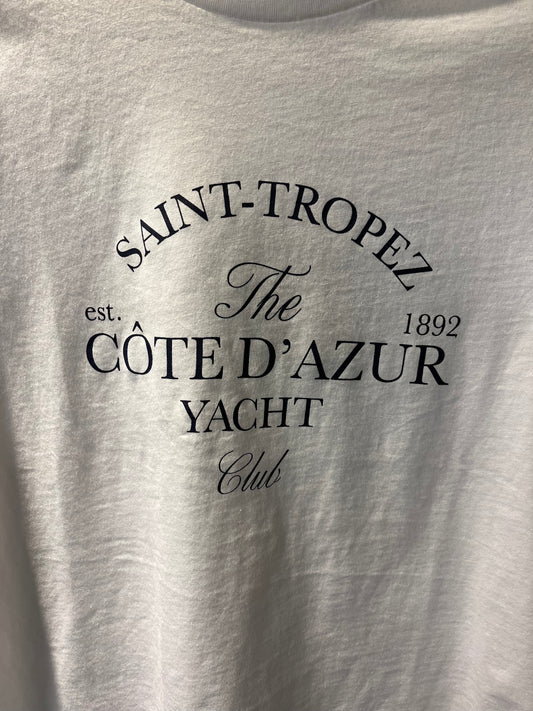 SAINT-TROPEZ
The
est. 1892
CÔTE D'AZUR
YACHT
Club